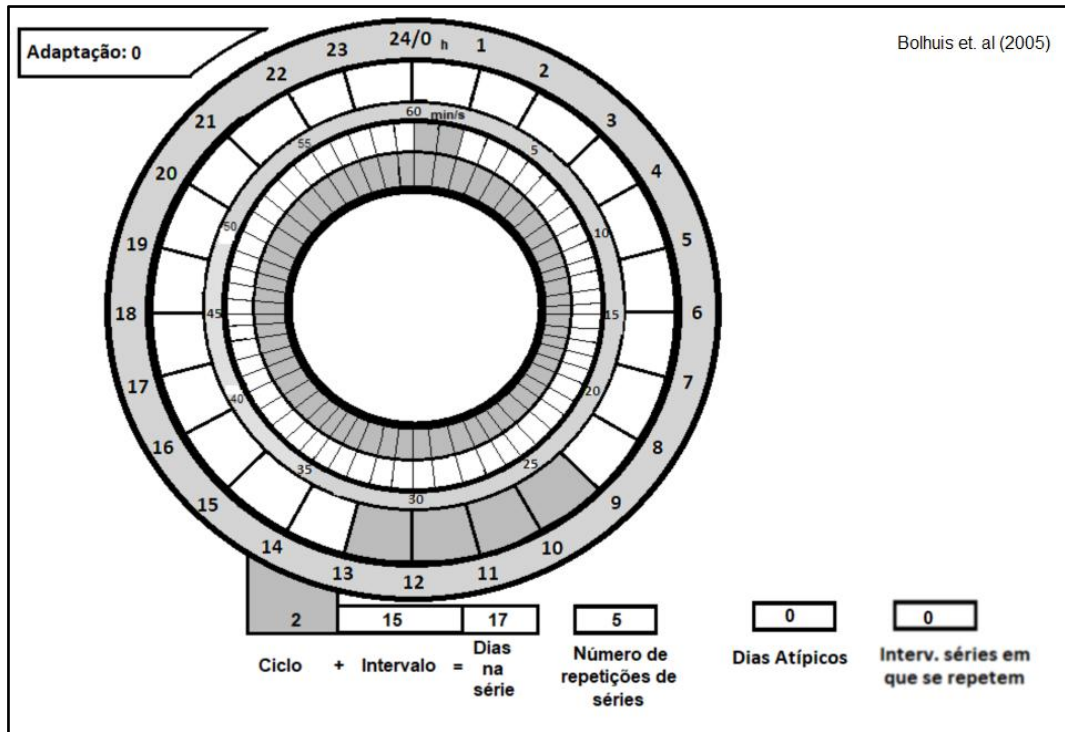 Adaptação: 0
Bolhuis et. al (2005)
24/0 h
1
2
3
4
5
6
7
8
9
10
11
12
13
14
15
16
17
18
19
20
21
22
23
60 min/s
5
10
15
20
25
30
35
40
45
50
55
2 15 17
5
0
0
Ciclo + Intervalo = Dias
na
série
Número de
repetições de
séries
Dias Atípicos
Interv. séries em
que se repetem